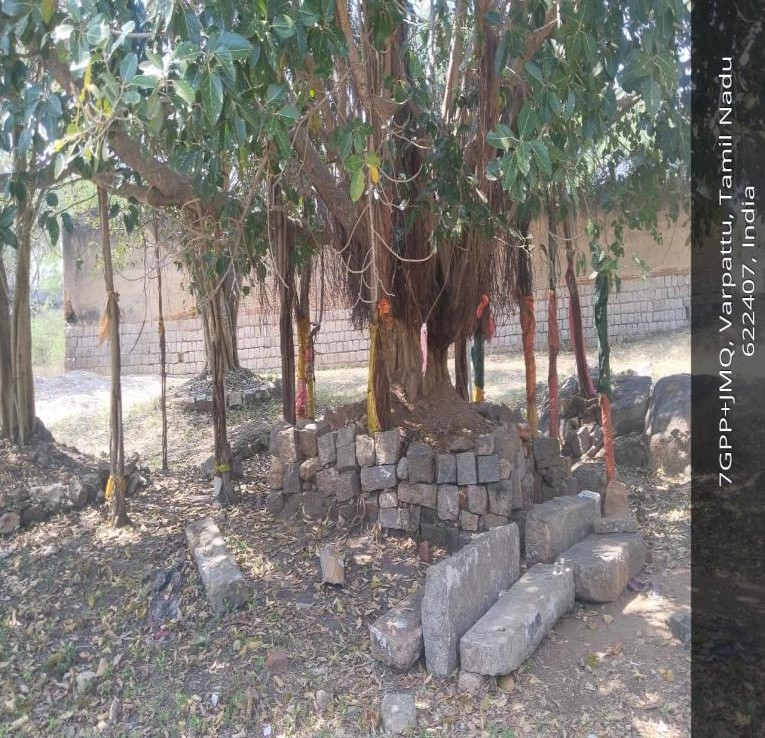 7GPP+JMQ, Varpattu, Tamil Nadu
622407, India